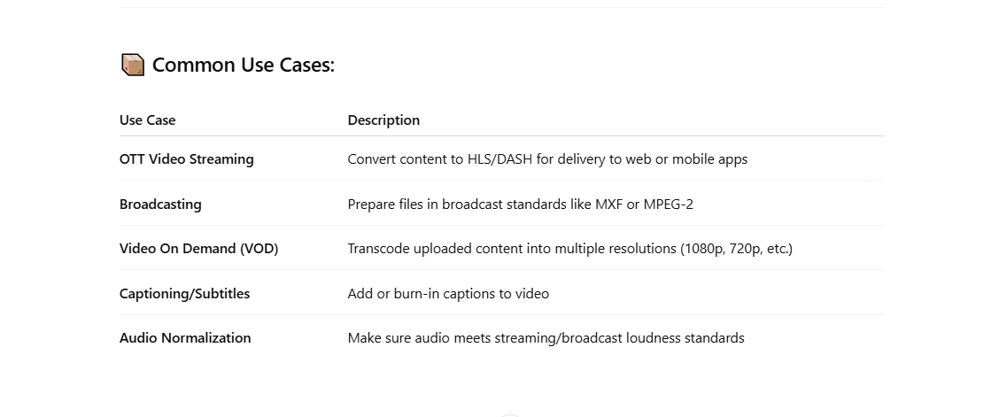 Common Use Cases:
Use Case Description
OTT Video Streaming Convert content to HLS/DASH for delivery to web or mobile apps
Broadcasting Prepare files in broadcast standards like MXF or MPEG-2
Video On Demand (VOD) Transcode uploaded content into multiple resolutions (1080p, 720p, etc.)
Captioning/Subtitles Add or burn-in captions to video
Audio Normalization Make sure audio meets streaming/broadcast loudness standards